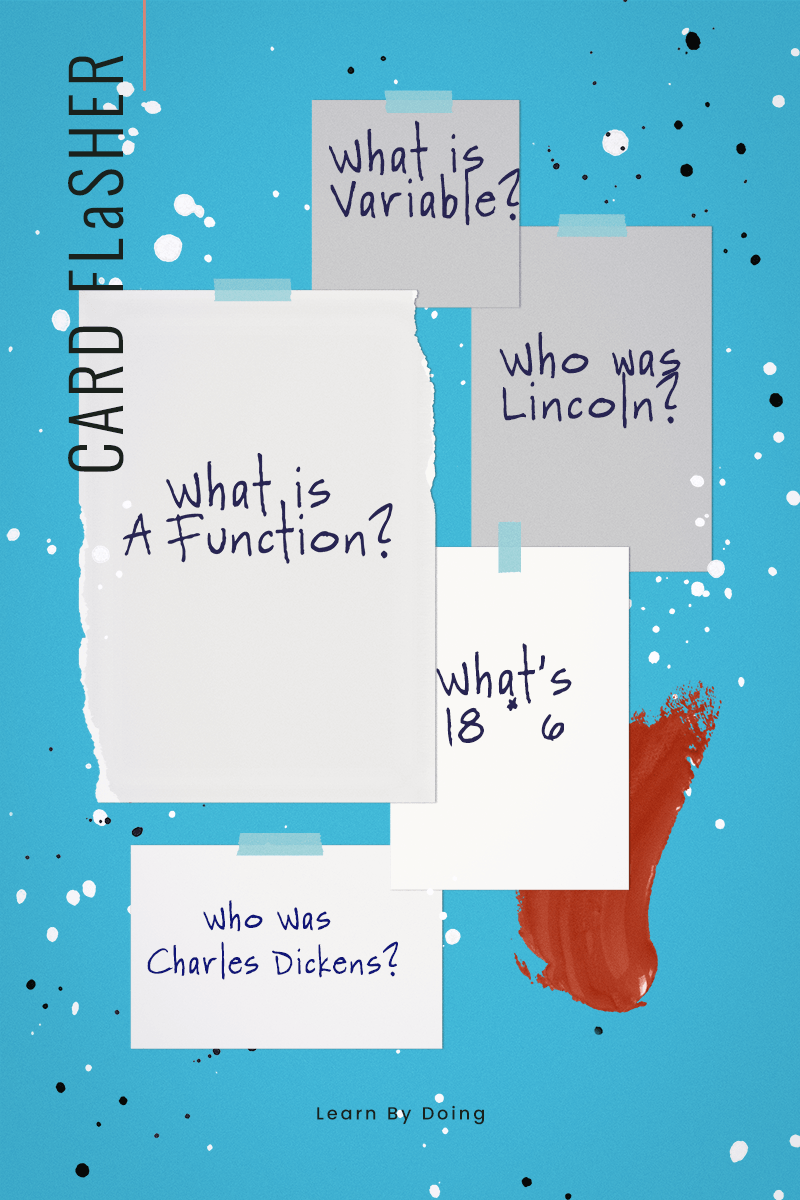 CARD FLaSHER
What is
Variable?
Who was
Lincoln?
What is
A Function?
What's
18 * 6
Who was
Charles Dickens?
Learn By Doing